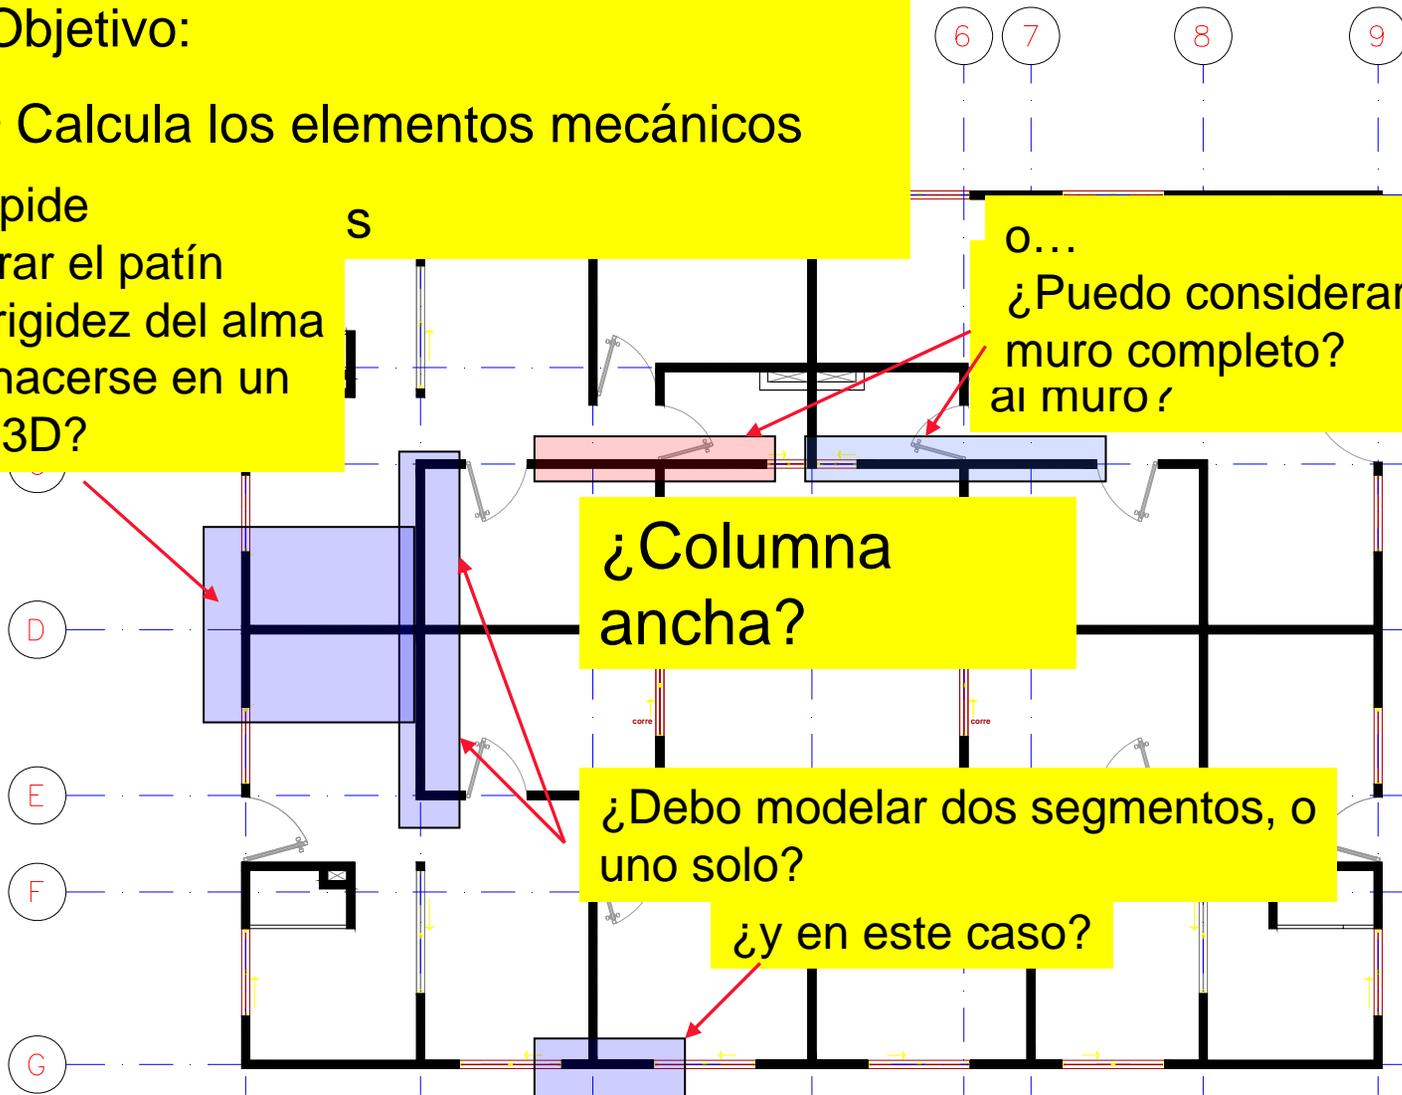 Objetivo:
Calcula los elementos mecánicos
s
pide
rar el patín
rigidez del alma
hacerse en un
3D?
6
7
8
9
o…
¿Puedo considerar
muro completo?
al muro?
¿Columna
ancha?
D
corre
corre
E
¿Debo modelar dos segmentos, o
uno solo?
F
¿y en este caso?
G